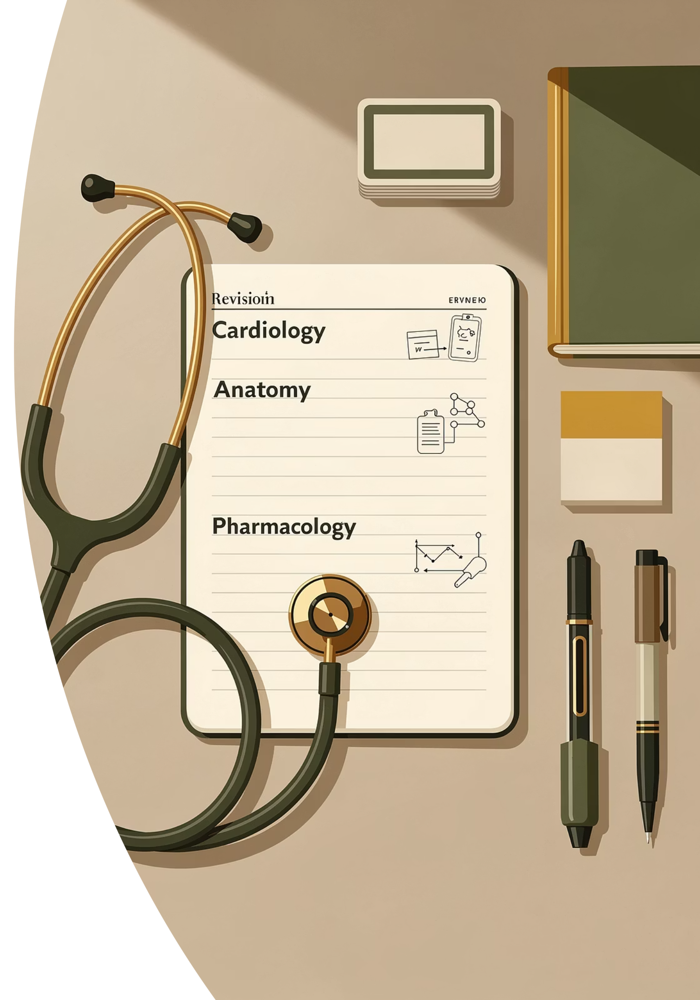 Revisioin
ERVNEIO
Cardiology
W
Anatomy
Pharmacology